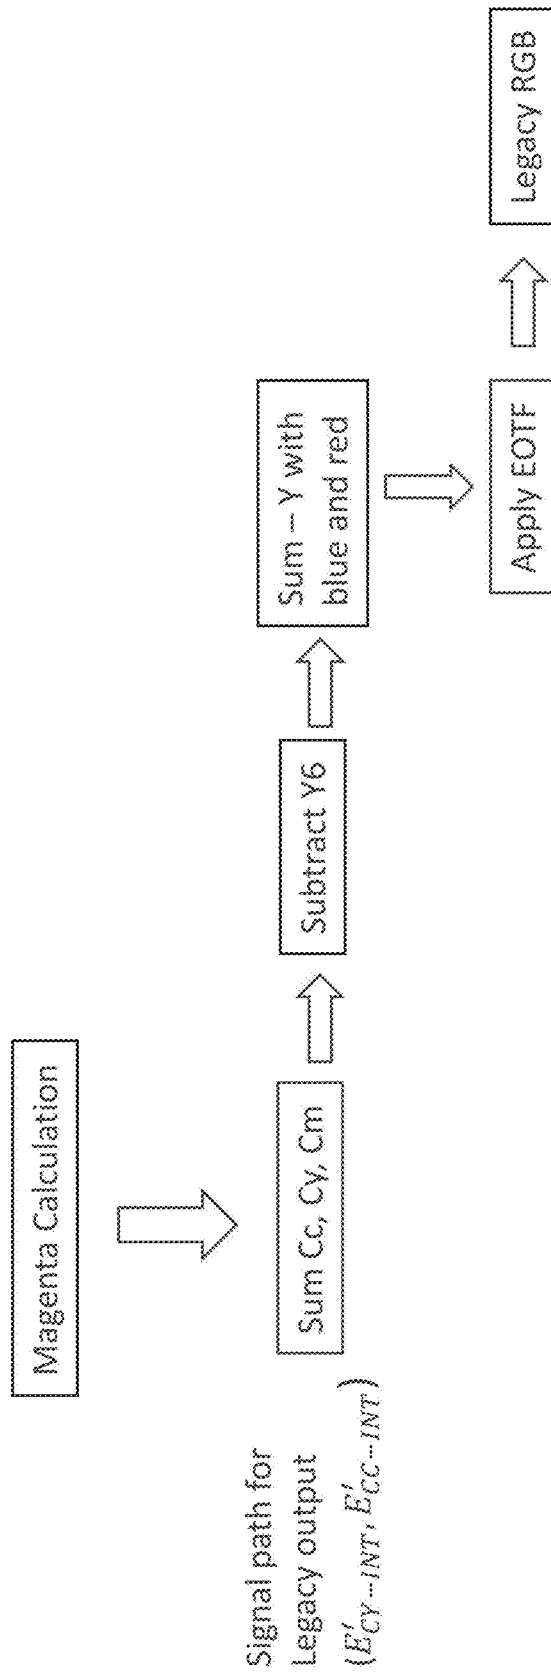 Magenta Calculation
Signal path for
Legacy output
(E′CY−INT, E′CC−INT)
Sum Cc, Cy, Cm
Subtract Y6
Sum – Y with
blue and red
Apply EOTF
Legacy RGB